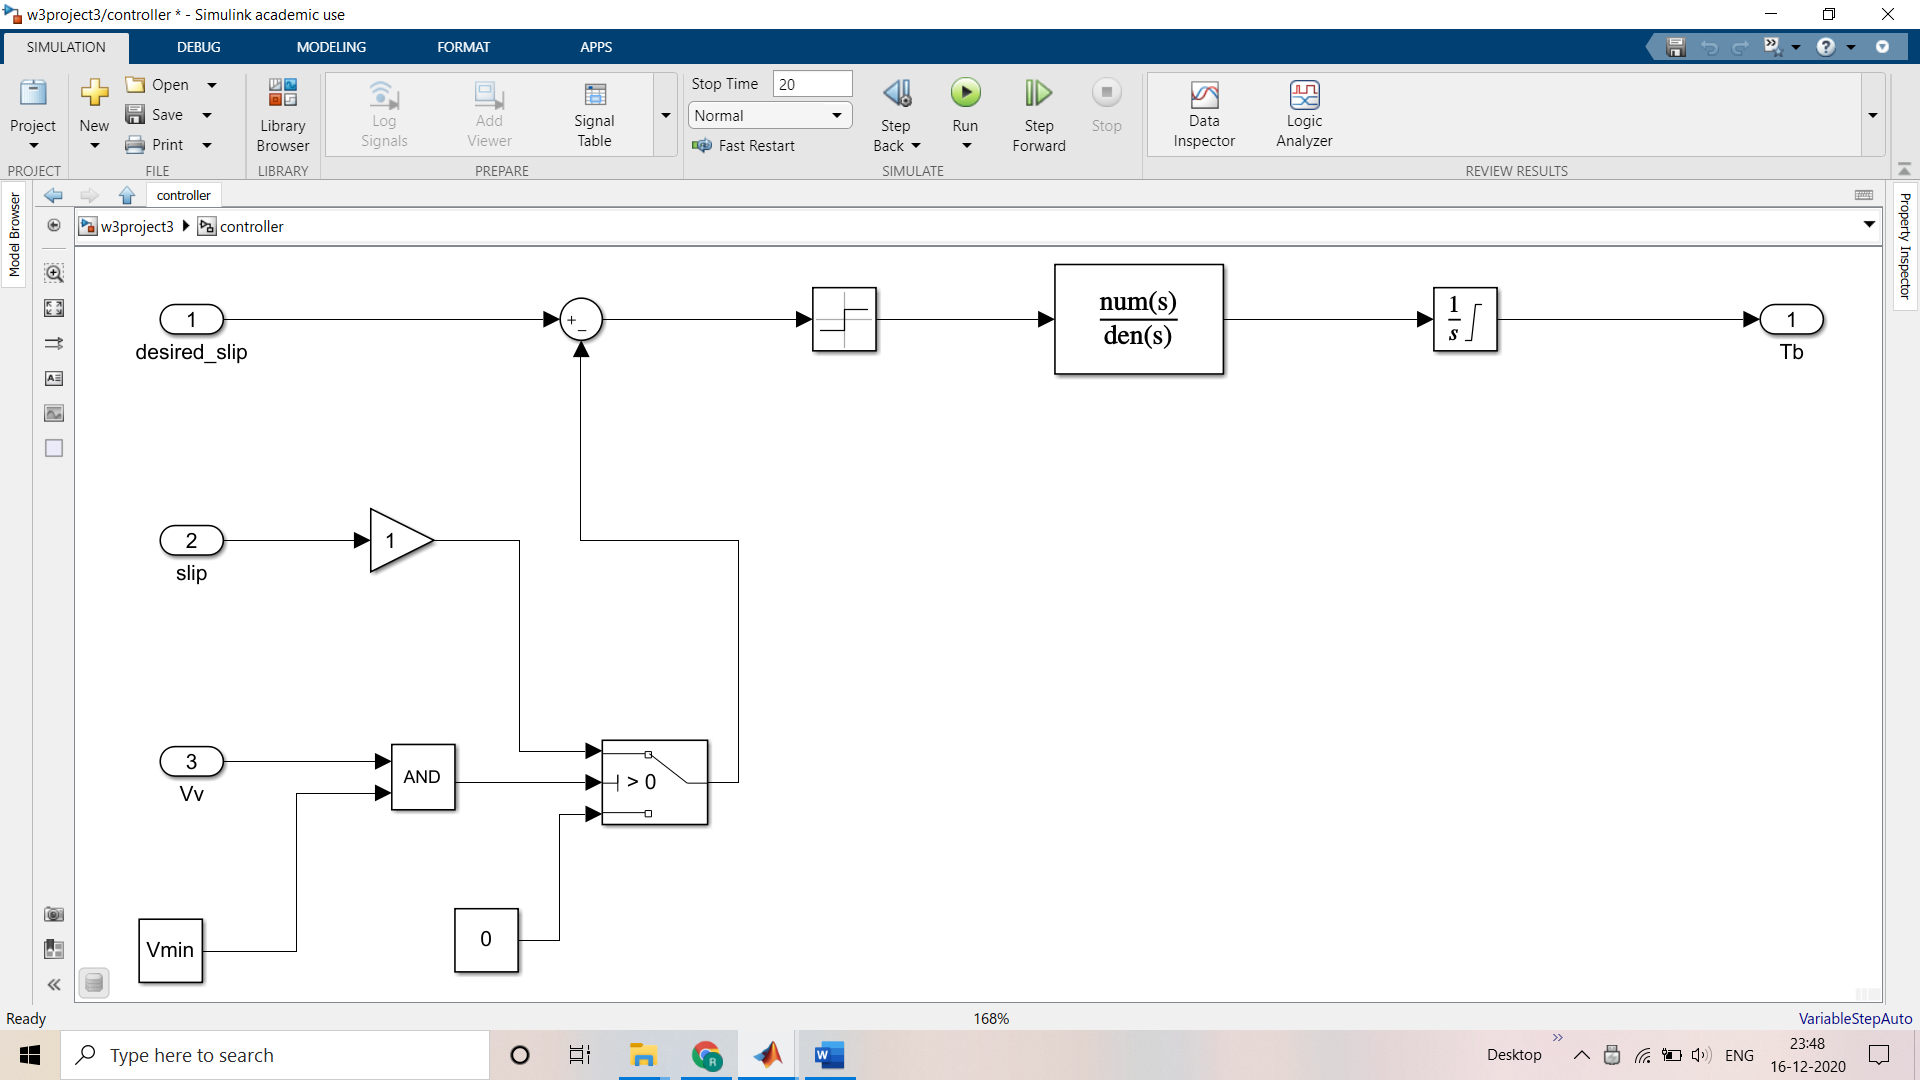 w3project3/controller * - Simulink academic use
SIMULATION DEBUG MODELING FORMAT APPS
Project
New
Open
Save
Print
Library
Browser
Log
Signals
Add
Viewer
Signal
Table
Stop Time 20
Normal
Fast Restart
Step
Back
Run
Step
Forward
Stop
Data
Inspector
Logic
Analyzer
PROJECT FILE LIBRARY PREPARE SIMULATE REVIEW RESULTS
Model Browser
controller
Property Inspector
w3project3 controller
1
desired_slip
+
−
num(s)
den(s)
1
s
1
Tb
2
slip
1
3
Vv
AND
> 0
Vmin
0
Ready 168% VariableStepAuto
Type here to search
Desktop
ENG
23:48
16-12-2020